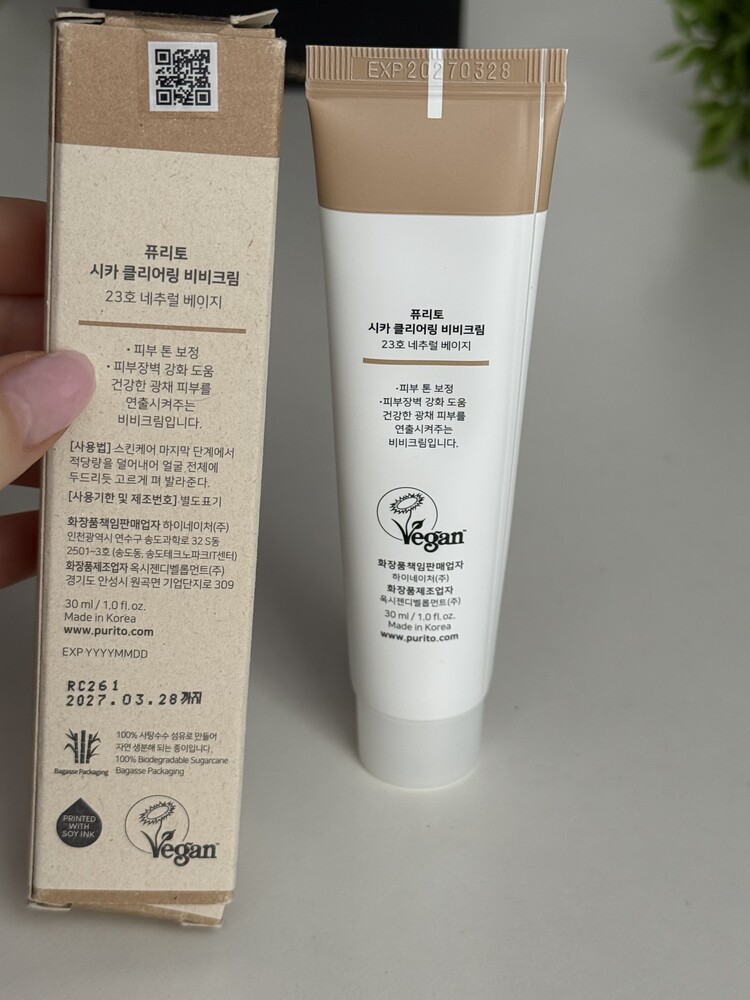 퓨리토
시카 클리어링 비비크림
23호 네추럴 베이지
· 피부 톤 보정
· 피부장벽 강화 도움
건강한 광채 피부를
연출시켜주는
비비크림입니다.
[사용법] 스킨케어 마지막 단계에서
적당량을 덜어내어 얼굴 전체에
두드리듯 고르게 펴 발라준다.
[사용기한 및 제조번호] 별도표기
화장품책임판매업자 하이네이처(주)
인천광역시 연수구 송도과학로 32 S동
2501-3호 (송도동, 송도테크노파크IT센터)
화장품제조업자 옥시젠디벨롭먼트(주)
경기도 안성시 원곡면 기업단지로 309
30 ml / 1.0 fl.oz.
Made in Korea
www.purito.com
EXP YYYYMMDD
RC261
2027.03.28까지
100% 사탕수수 섬유로 만들어
자연 생분해 되는 종이입니다.
100% Biodegradable Sugarcane
Bagasse Packaging
Bagasse Packaging
PRINTED
WITH
SOY INK
Vegan
EXP20270328
퓨리토
시카 클리어링 비비크림
23호 네추럴 베이지
·피부 톤 보정
·피부장벽 강화 도움
건강한 광채 피부를
연출시켜주는
비비크림입니다.
Vegan
화장품책임판매업자
하이네이처(주)
화장품제조업자
옥시젠디벨롭먼트(주)
30 ml / 1.0 fl.oz.
Made in Korea
www.purito.com